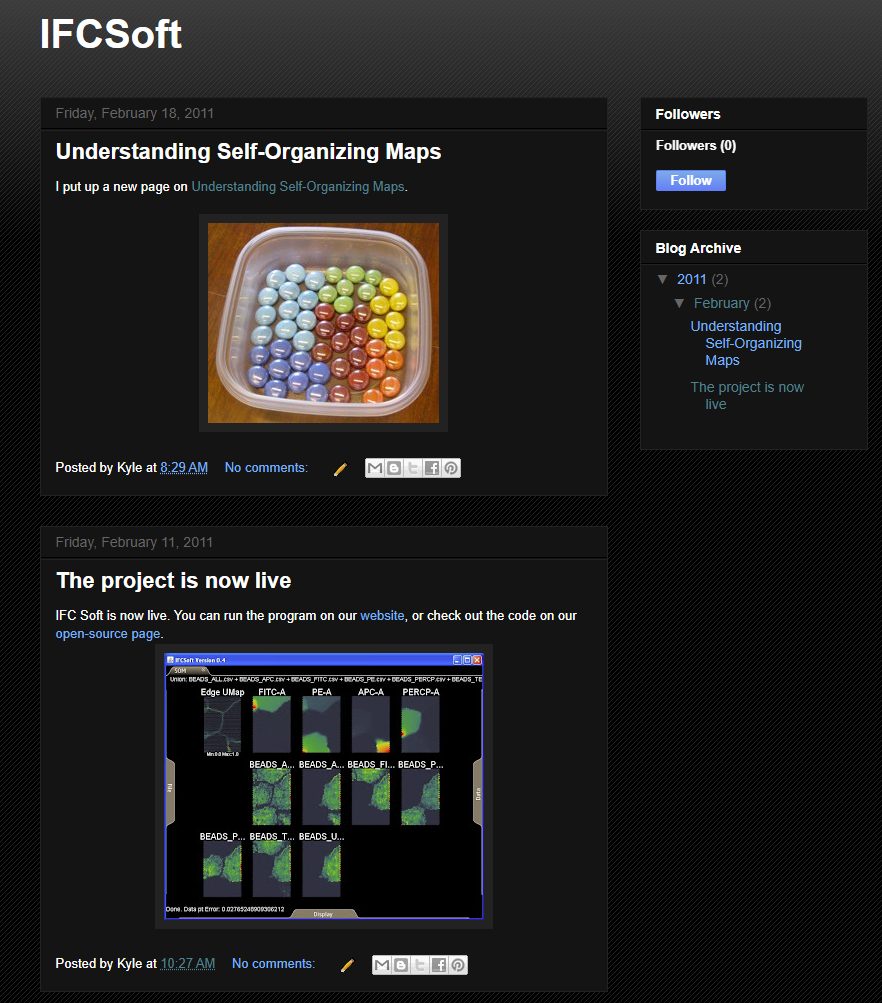 IFCSoft
Friday, February 18, 2011
Understanding Self-Organizing Maps
I put up a new page on Understanding Self-Organizing Maps.
Posted by Kyle at 8:29 AM No comments:
Friday, February 11, 2011
The project is now live
IFC Soft is now live. You can run the program on our website, or check out the code on our
open-source page.
IFCSoft Version 0.4
SOM
Union: BEADS_ALL.csv + BEADS_APC.csv + BEADS_FITC.csv + BEADS_PE.csv + BEADS_PERCP.csv + BEADS_TE
Edge UMap FITC-A PE-A APC-A PERCP-A
Min:0.0 Max:1.0
BEADS_A... BEADS_A... BEADS_FI... BEADS_P...
File
Data
BEADS_P... BEADS_T... BEADS_U...
Done. Data pt Error: 0.02765246909306212
Display
Posted by Kyle at 10:27 AM No comments:
Followers
Followers (0)
Follow
Blog Archive
▼ 2011 (2)
▼ February (2)
Understanding
Self-Organizing
Maps
The project is now
live